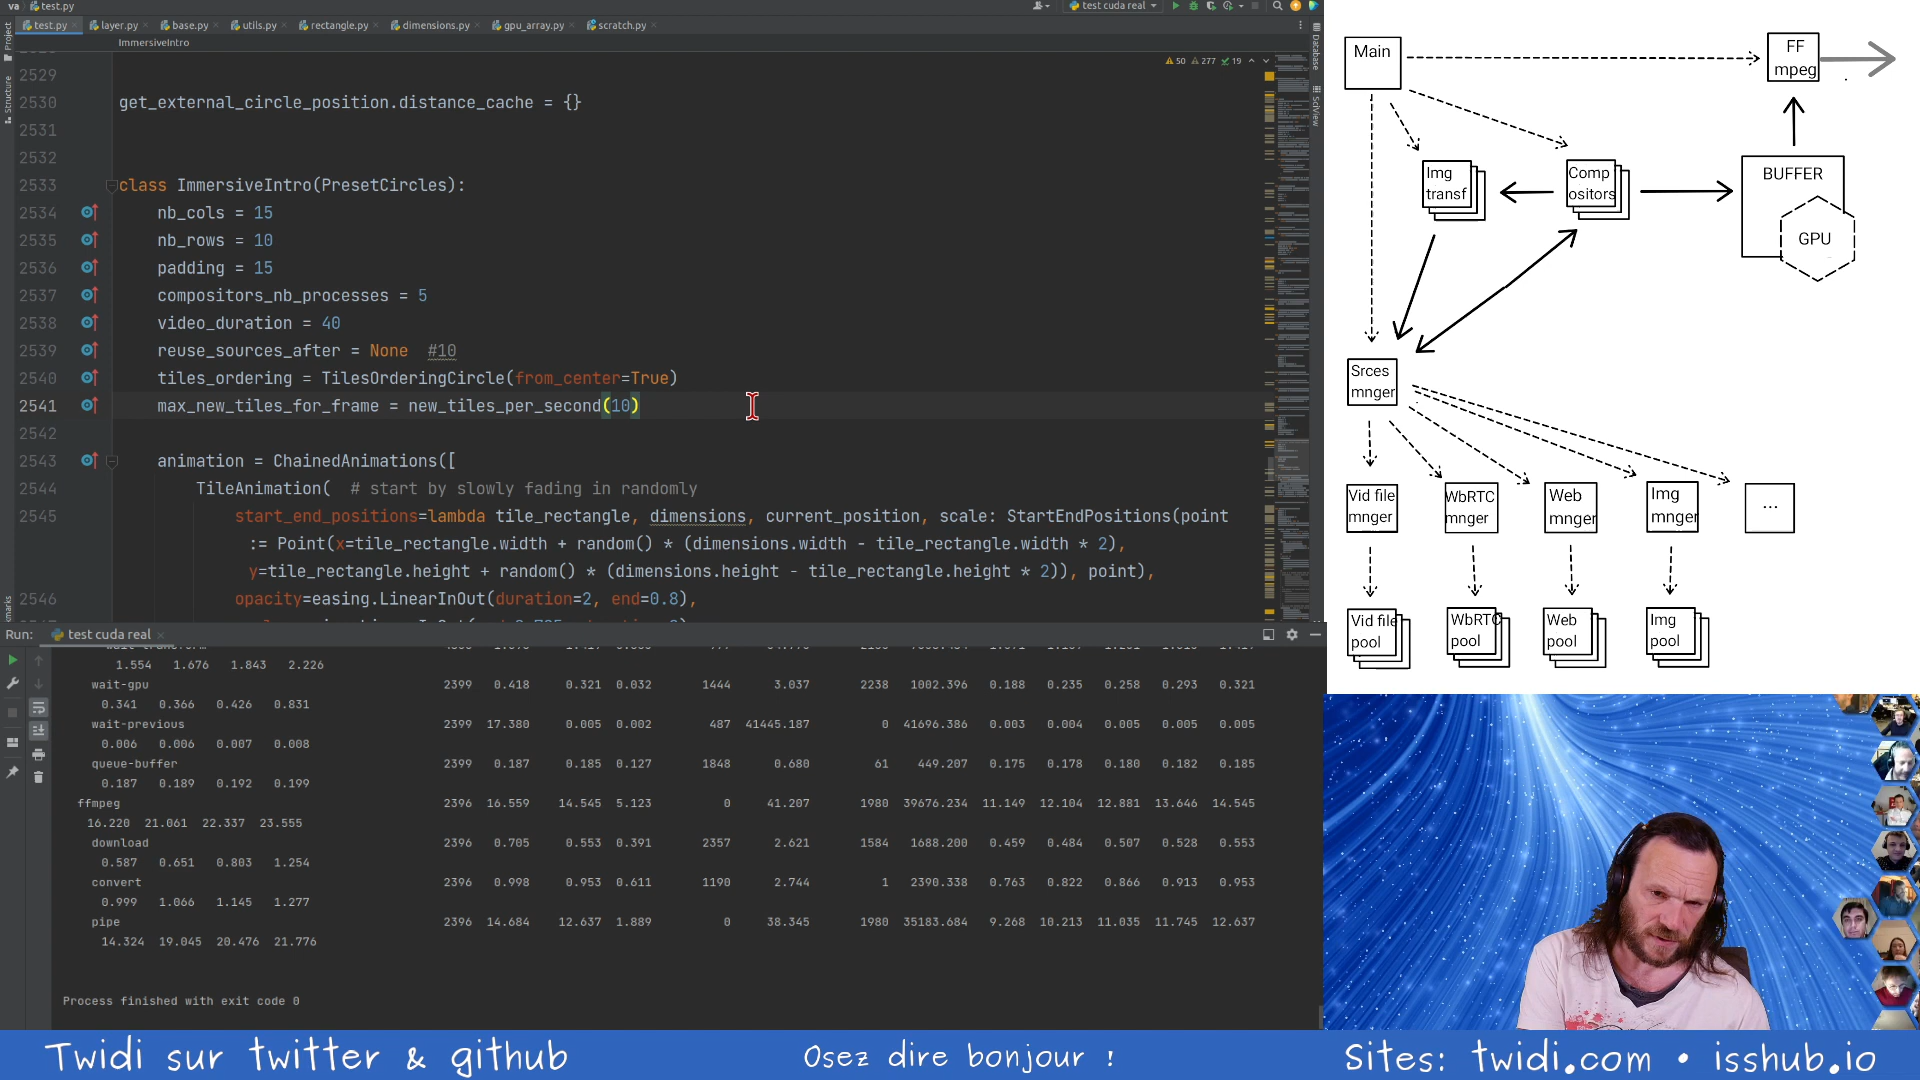 va test.py
test cuda real
test.py layer.py base.py utils.py rectangle.py dimensions.py gpu_array.py scratch.py
ImmersiveIntro
Project
Structure
Database
SciView
50 277 19
2529
2530 get_external_circle_position.distance_cache = {}
2531
2532
2533 class ImmersiveIntro(PresetCircles):
2534 nb_cols = 15
2535 nb_rows = 10
2536 padding = 15
2537 compositors_nb_processes = 5
2538 video_duration = 40
2539 reuse_sources_after = None #10
2540 tiles_ordering = TilesOrderingCircle(from_center=True)
2541 max_new_tiles_for_frame = new_tiles_per_second(10)
2542
2543 animation = ChainedAnimations([
2544 TileAnimation( # start by slowly fading in randomly
2545 start_end_positions=lambda tile_rectangle, dimensions, current_position, scale: StartEndPositions(point
:= Point(x=tile_rectangle.width + random() * (dimensions.width - tile_rectangle.width * 2),
y=tile_rectangle.height + random() * (dimensions.height - tile_rectangle.height * 2)), point),
2546 opacity=easing.LinearInOut(duration=2, end=0.8),
Run: test cuda real
1.554 1.676 1.843 2.226
wait-gpu 2399 0.418 0.321 0.032 1444 3.037 2238 1002.396 0.188 0.235 0.258 0.293 0.321
0.341 0.366 0.426 0.831
wait-previous 2399 17.380 0.005 0.002 487 41445.187 0 41696.386 0.003 0.004 0.005 0.005 0.005
0.006 0.006 0.007 0.008
queue-buffer 2399 0.187 0.185 0.127 1848 0.680 61 449.207 0.175 0.178 0.180 0.182 0.185
0.187 0.189 0.192 0.199
ffmpeg 2396 16.559 14.545 5.123 0 41.207 1980 39676.234 11.149 12.104 12.881 13.646 14.545
16.220 21.061 22.337 23.555
download 2396 0.705 0.553 0.391 2357 2.621 1584 1688.200 0.459 0.484 0.507 0.528 0.553
0.587 0.651 0.803 1.254
convert 2396 0.998 0.953 0.611 1190 2.744 1 2390.338 0.763 0.822 0.866 0.913 0.953
0.999 1.066 1.145 1.277
pipe 2396 14.684 12.637 1.889 0 38.345 1980 35183.684 9.268 10.213 11.035 11.745 12.637
14.324 19.045 20.476 21.776
Process finished with exit code 0
Main
FF
mpeg
Img
transf
Comp
ositors
BUFFER
GPU
Srces
mnger
Vid file
mnger
WbRTC
mnger
Web
mnger
Img
mnger
...
Vid file
pool
WbRTC
pool
Web
pool
Img
pool
Twidi sur twitter & github
Osez dire bonjour !
Sites: twidi.com • isshub.io